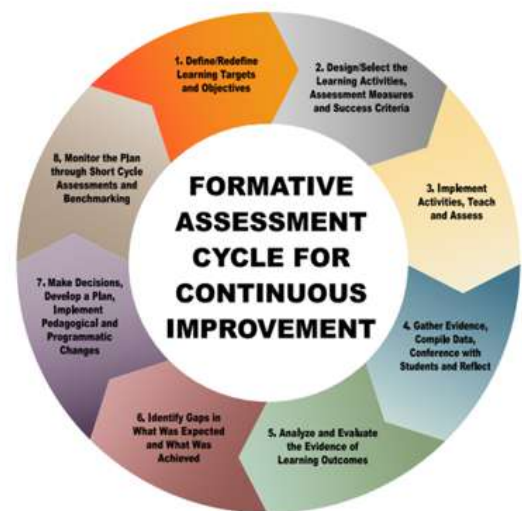 1. Define/Redefine
Learning Targets
and Objectives
2. Design/Select the
Learning Activities,
Assessment Measures
and Success Criteria
3. Implement
Activities, Teach
and Assess
4. Gather Evidence,
Compile Data,
Conference with
Students and Reflect
5. Analyze and Evaluate
the Evidence of
Learning Outcomes
6. Identify Gaps in
What Was Expected
and What Was
Achieved
7. Make Decisions,
Develop a Plan,
Implement
Pedagogical and
Programmatic
Changes
8. Monitor the Plan
through Short Cycle
Assessments and
Benchmarking
FORMATIVE
ASSESSMENT
CYCLE FOR
CONTINUOUS
IMPROVEMENT